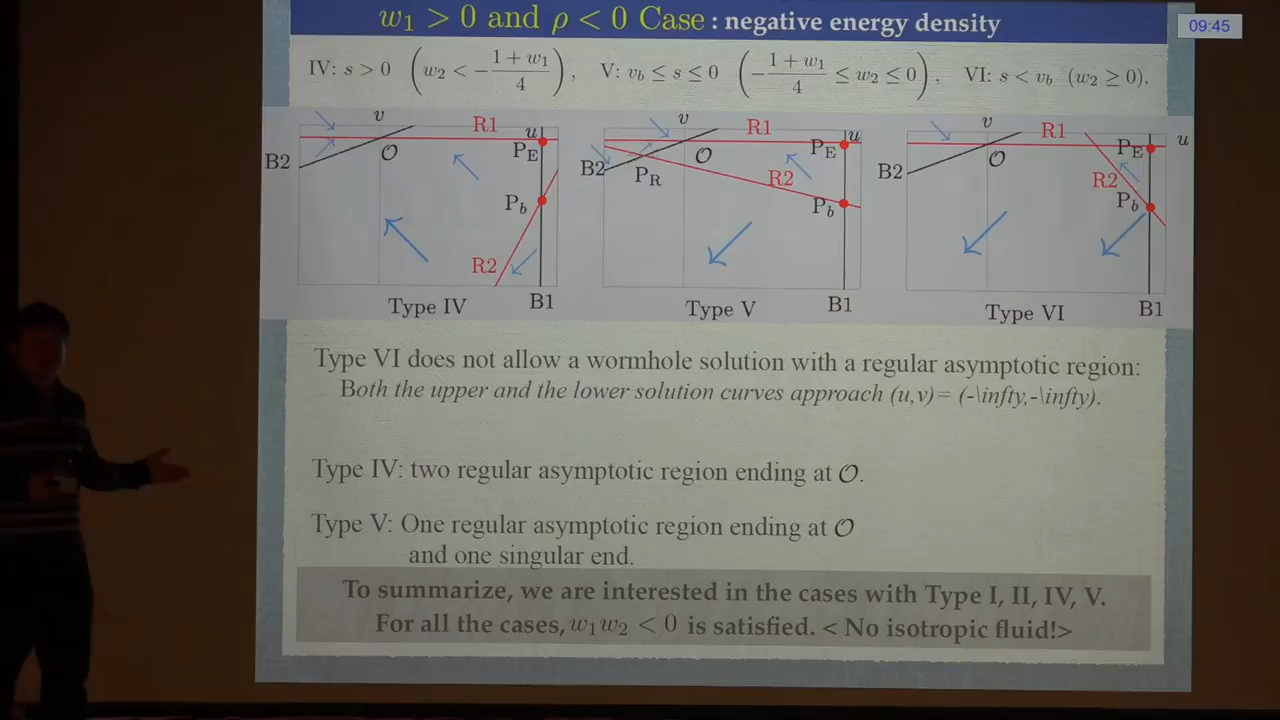 w₁ > 0 and ρ < 0 Case : negative energy density
09:45
IV: s > 0 (w₂ < −(1 + w₁)/4), V: v_b ≤ s ≤ 0 (−(1 + w₁)/4 ≤ w₂ ≤ 0), VI: s < v_b (w₂ ≥ 0).
v R1 u P_E B2 O P_b R2 B1
Type IV
v R1 u P_E B2 O P_R R2 P_b B1
Type V
v R1 u P_E B2 O R2 P_b B1
Type VI
Type VI does not allow a wormhole solution with a regular asymptotic region:
Both the upper and the lower solution curves approach (u,v)= (-\infty,-\infty).
Type IV: two regular asymptotic region ending at 𝒪.
Type V: One regular asymptotic region ending at 𝒪
and one singular end.
To summarize, we are interested in the cases with Type I, II, IV, V.
For all the cases, w₁w₂ < 0 is satisfied. < No isotropic fluid!>